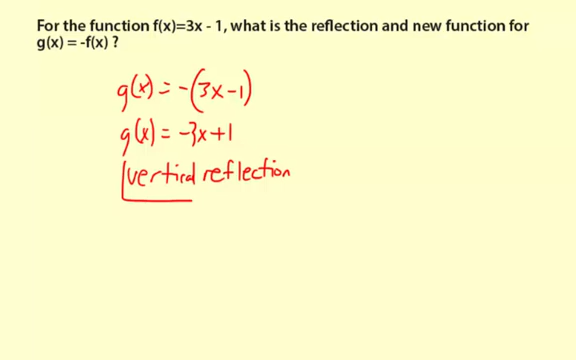 For the function f(x)=3x - 1, what is the reflection and new function for
g(x) = -f(x) ?
g(x) = -(3x-1)
g(x) = -3x+1
vertical reflection